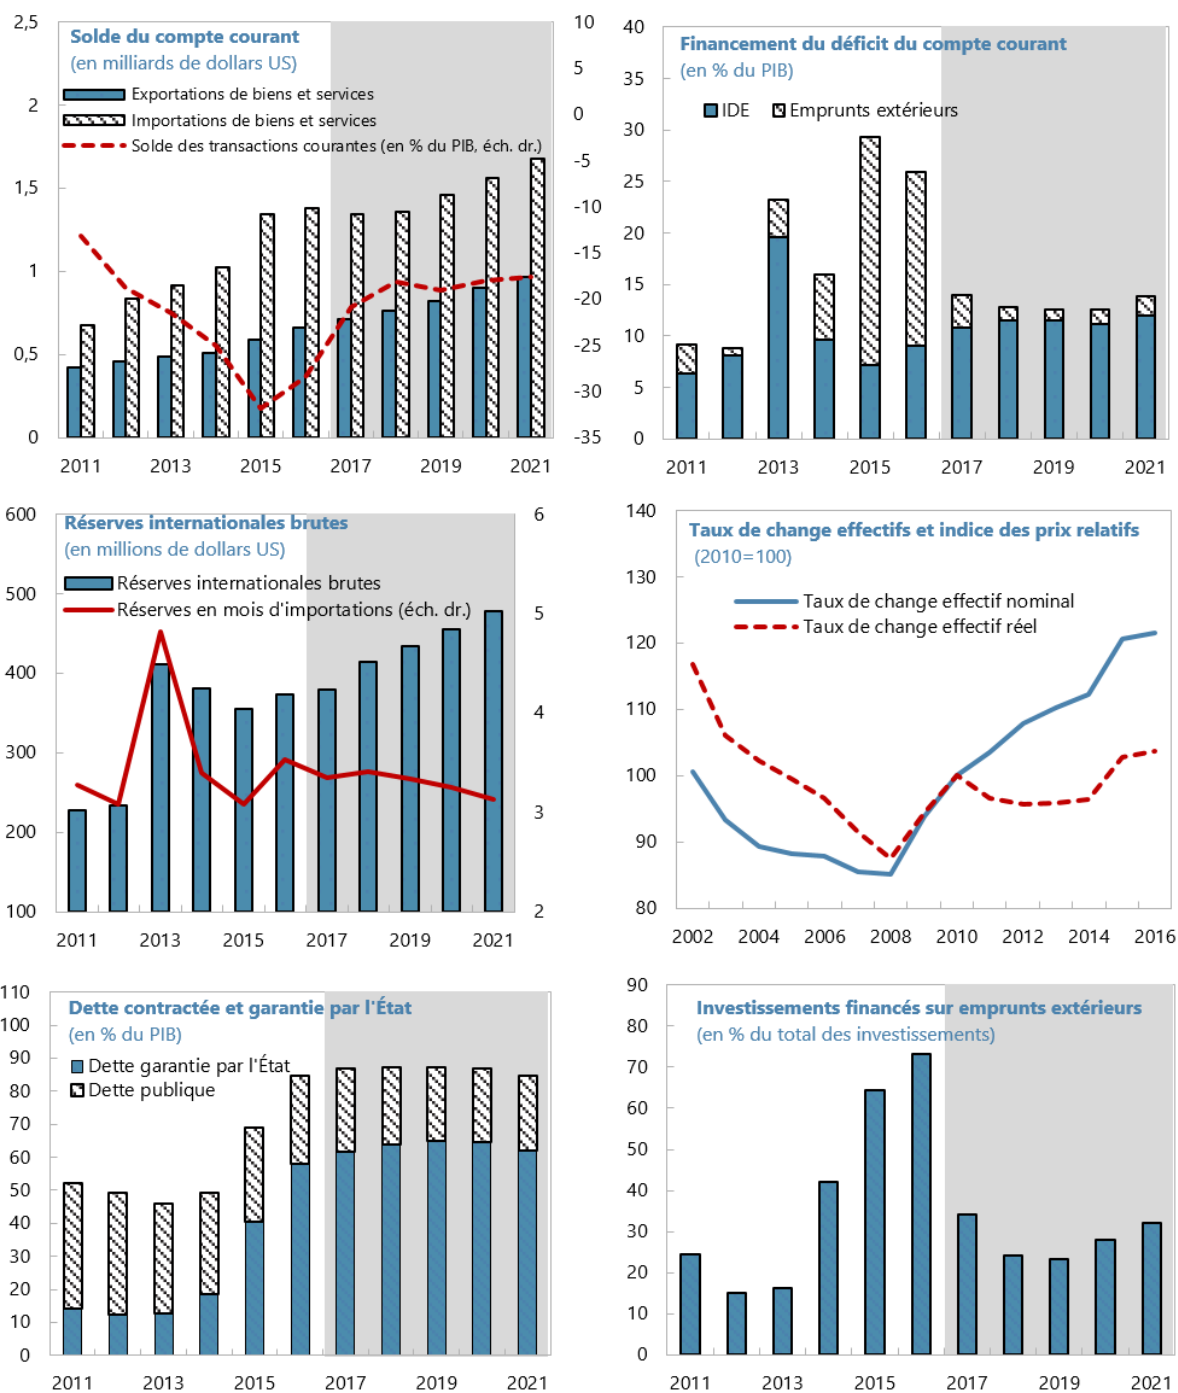 Solde du compte courant
(en milliards de dollars US)
Exportations de biens et services
Importations de biens et services
Solde des transactions courantes (en % du PIB, éch. dr.)
2,5
2
1,5
1
0,5
0
10
5
0
-5
-10
-15
-20
-25
-30
-35
2011 2013 2015 2017 2019 2021
Financement du déficit du compte courant
(en % du PIB)
IDE Emprunts extérieurs
40
35
30
25
20
15
10
5
0
2011 2013 2015 2017 2019 2021
Réserves internationales brutes
(en millions de dollars US)
Réserves internationales brutes
Réserves en mois d'importations (éch. dr.)
600
500
400
300
200
100
6
5
4
3
2
2011 2013 2015 2017 2019 2021
Taux de change effectifs et indice des prix relatifs
(2010=100)
Taux de change effectif nominal
Taux de change effectif réel
140
130
120
110
100
90
80
2002 2004 2006 2008 2010 2012 2014 2016
Dette contractée et garantie par l'État
(en % du PIB)
Dette garantie par l'État
Dette publique
110
100
90
80
70
60
50
40
30
20
10
0
2011 2013 2015 2017 2019 2021
Investissements financés sur emprunts extérieurs
(en % du total des investissements)
90
80
70
60
50
40
30
20
10
0
2011 2013 2015 2017 2019 2021